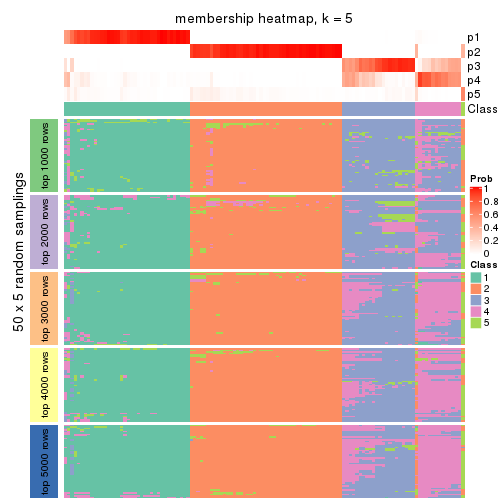 membership heatmap, k = 5
p1
p2
p3
p4
p5
Class
50 x 5 random samplings
top 1000 rows
top 2000 rows
top 3000 rows
top 4000 rows
top 5000 rows
Prob
1
0.8
0.6
0.4
0.2
0
Class
1
2
3
4
5